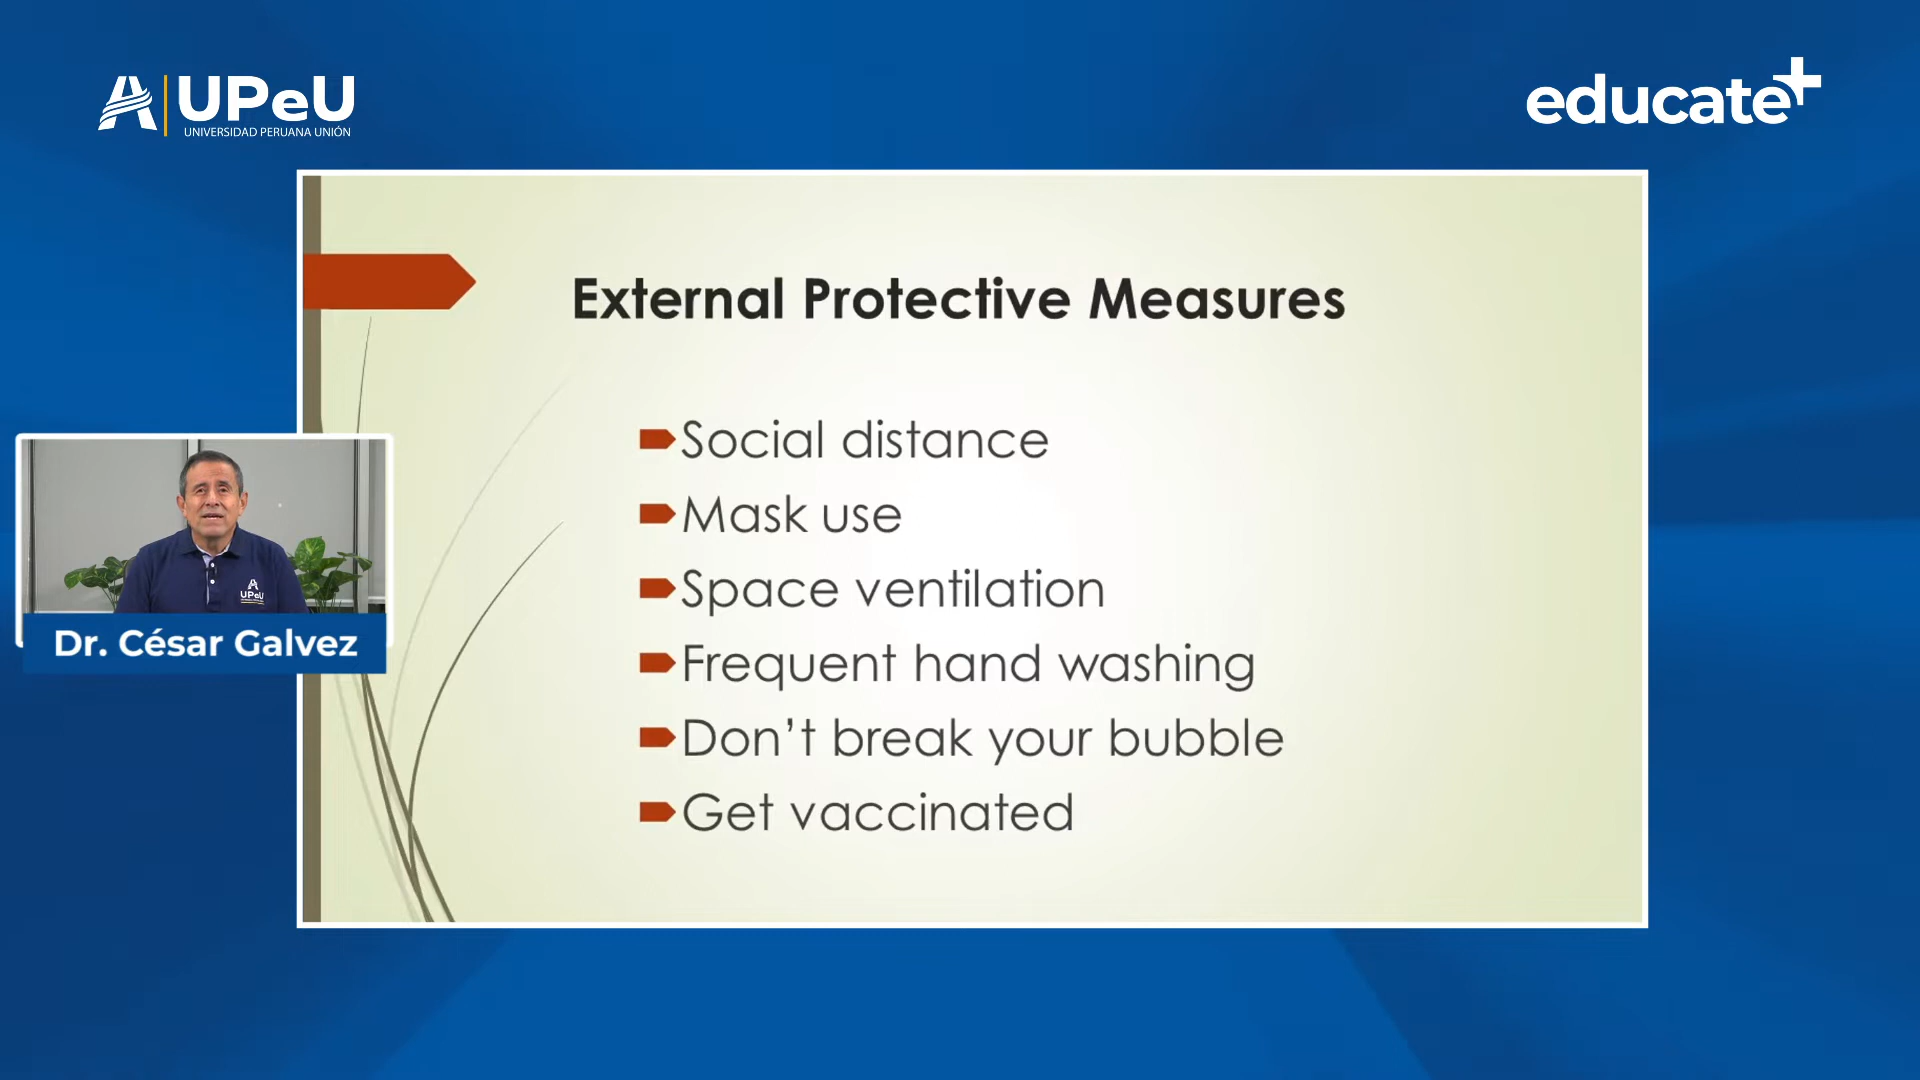 UPeU
UNIVERSIDAD PERUANA UNIÓN
educate+
External Protective Measures
Social distance
Mask use
Space ventilation
Frequent hand washing
Don’t break your bubble
Get vaccinated
UPeU
Dr. César Galvez